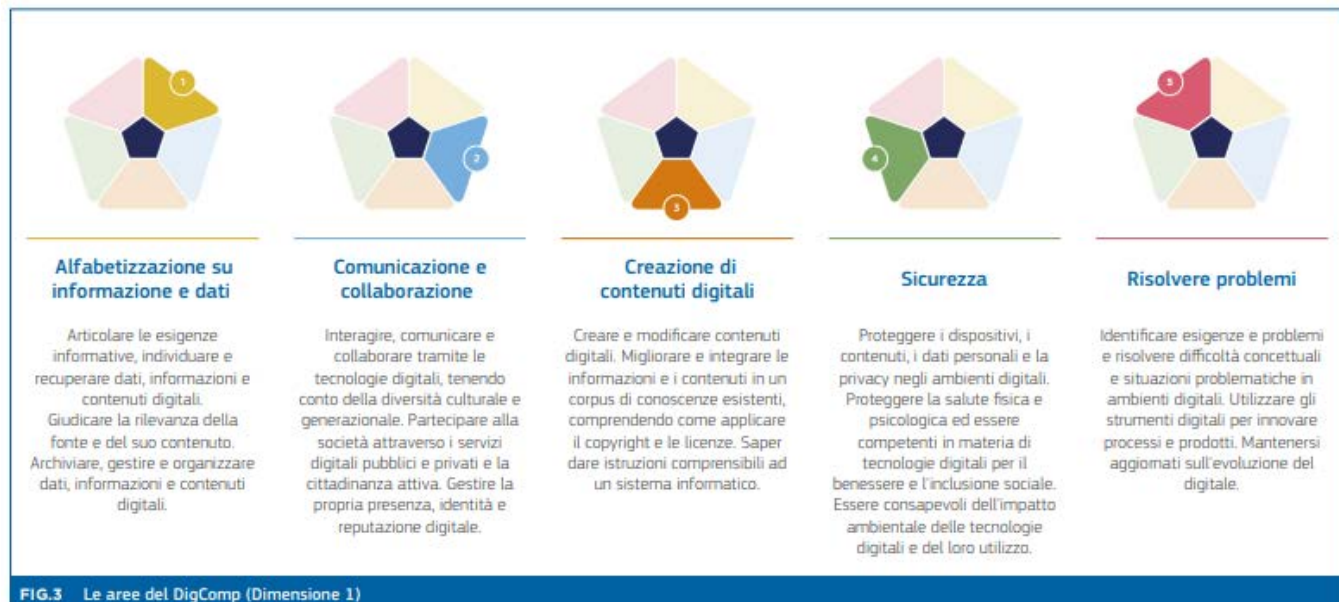 1
2
3
4
5
Alfabetizzazione su
informazione e dati
Articolare le esigenze
informative, individuare e
recuperare dati, informazioni e
contenuti digitali.
Giudicare la rilevanza della
fonte e del suo contenuto.
Archiviare, gestire e organizzare
dati, informazioni e contenuti
digitali.
Comunicazione e
collaborazione
Interagire, comunicare e
collaborare tramite le
tecnologie digitali, tenendo
conto della diversità culturale e
generazionale. Partecipare alla
società attraverso i servizi
digitali pubblici e privati e la
cittadinanza attiva. Gestire la
propria presenza, identità e
reputazione digitale.
Creazione di
contenuti digitali
Creare e modificare contenuti
digitali. Migliorare e integrare le
informazioni e i contenuti in un
corpus di conoscenze esistenti,
comprendendo come applicare
il copyright e le licenze. Saper
dare istruzioni comprensibili ad
un sistema informatico.
Sicurezza
Proteggere i dispositivi, i
contenuti, i dati personali e la
privacy negli ambienti digitali.
Proteggere la salute fisica e
psicologica ed essere
competenti in materia di
tecnologie digitali per il
benessere e l'inclusione sociale.
Essere consapevoli dell'impatto
ambientale delle tecnologie
digitali e del loro utilizzo.
Risolvere problemi
Identificare esigenze e problemi
e risolvere difficoltà concettuali
e situazioni problematiche in
ambienti digitali. Utilizzare gli
strumenti digitali per innovare
processi e prodotti. Mantenersi
aggiornati sull'evoluzione del
digitale.
FIG.3 Le aree del DigComp (Dimensione 1)